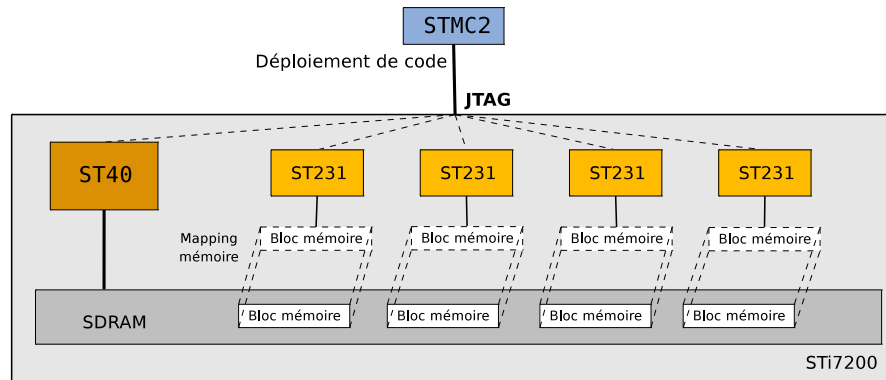 STMC2
Déploiement de code
JTAG
ST40
ST231
ST231
ST231
ST231
Mapping
mémoire
Bloc mémoire
Bloc mémoire
Bloc mémoire
Bloc mémoire
SDRAM
Bloc mémoire
Bloc mémoire
Bloc mémoire
Bloc mémoire
STi7200